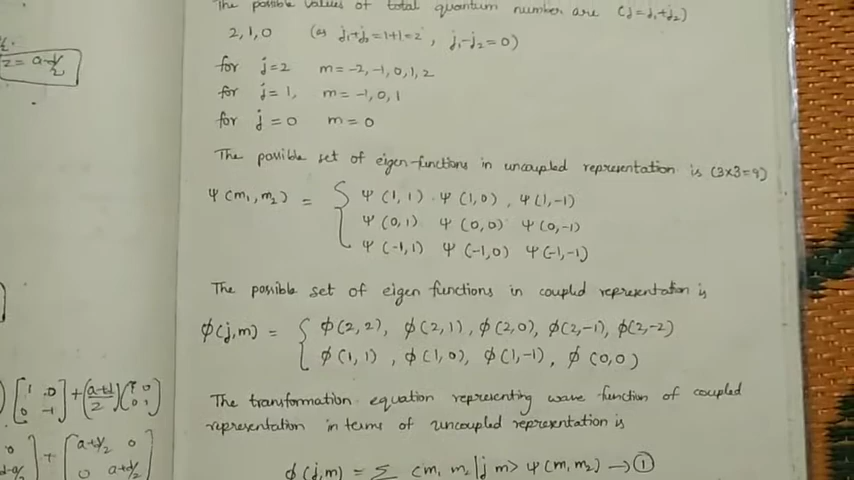 The possible values of total quantum number are (j=j₁+j₂)
2,1,0 (as j₁+j₂=1+1=2, j₁-j₂=0)
for j=2 m=-2,-1,0,1,2
for j=1, m=-1,0,1
for j=0 m=0
The possible set of eigen-functions in uncoupled representation is (3×3=9)
Ψ(m₁,m₂) = { Ψ(1,1) . Ψ(1,0) , Ψ(1,-1)
Ψ(0,1) Ψ(0,0) Ψ(0,-1)
Ψ(-1,1) Ψ(-1,0) Ψ(-1,-1)
The possible set of eigen functions in coupled representation is
ϕ(j,m) = { ϕ(2,2), ϕ(2,1), ϕ(2,0), ϕ(2,-1), ϕ(2,-2)
ϕ(1,1), ϕ(1,0), ϕ(1,-1), ϕ(0,0)
The transformation equation representing wave function of coupled
representation in terms of uncoupled representation is
ϕ(j,m) = Σ (m₁ m₂|j m> Ψ(m₁m₂) → ①